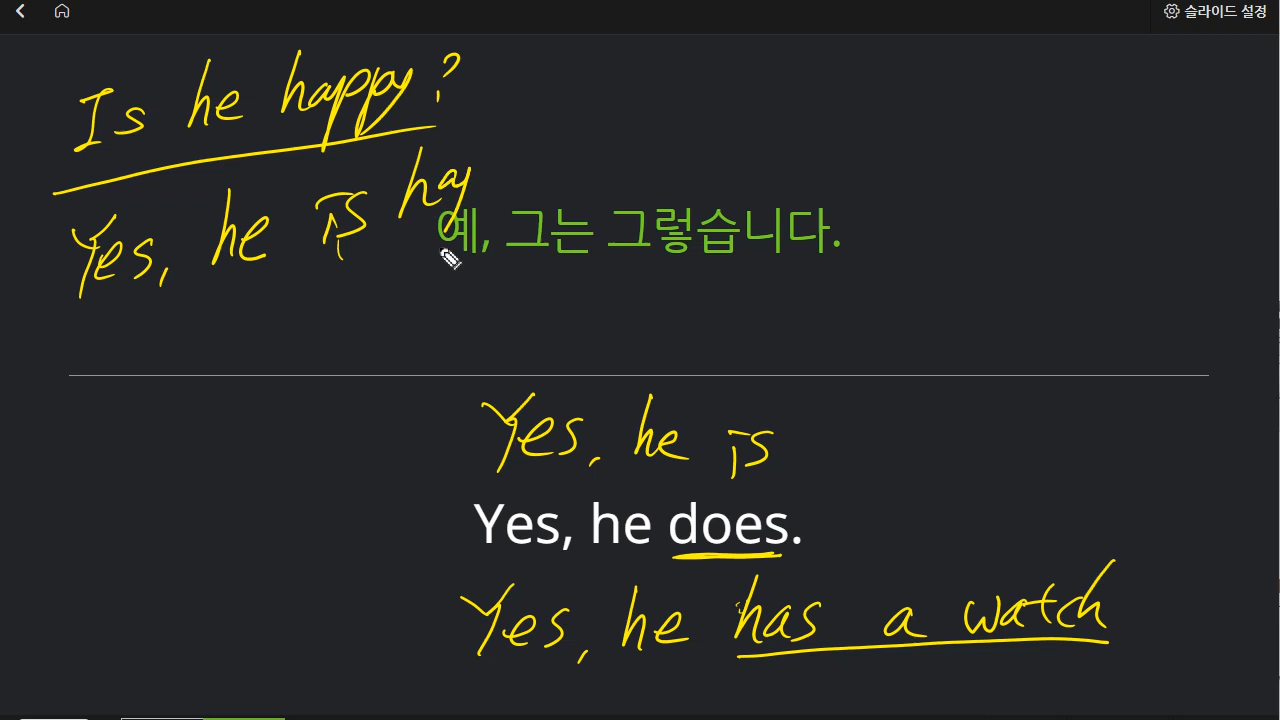 슬라이드 설정
Is he happy?
Yes, he is hap
예, 그는 그렇습니다.
Yes, he is
Yes, he does.
Yes, he has a watch